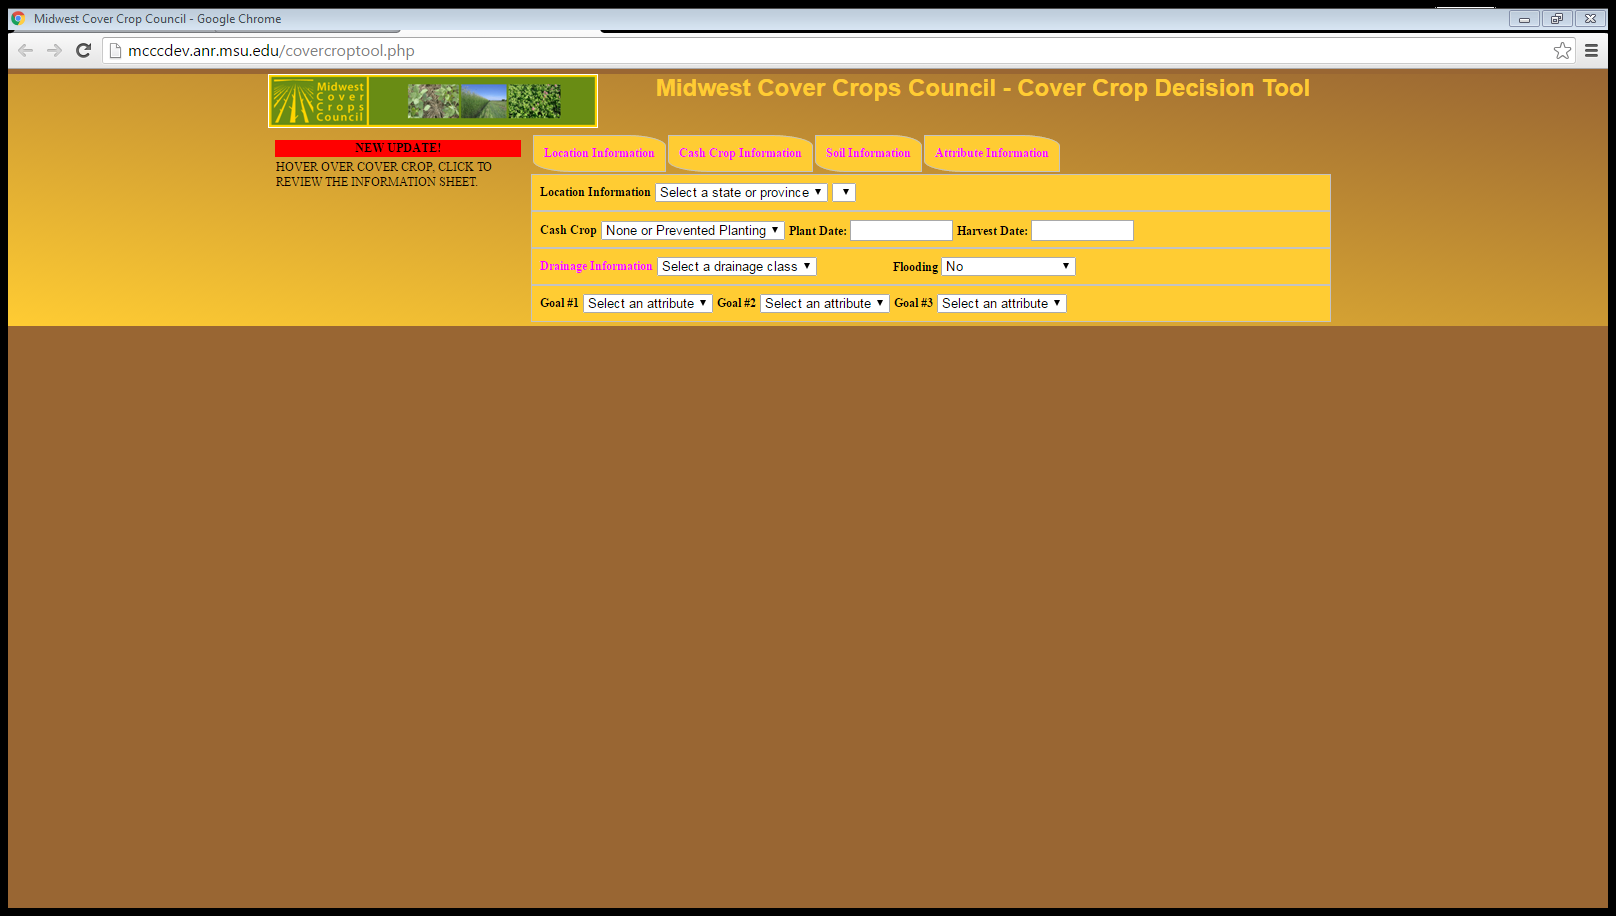 Midwest Cover Crop Council - Google Chrome
mcccdev.anr.msu.edu/covercroptool.php
Midwest
Cover
Crops
Council
Midwest Cover Crops Council - Cover Crop Decision Tool
NEW UPDATE!
HOVER OVER COVER CROP, CLICK TO
REVIEW THE INFORMATION SHEET.
Location Information Cash Crop Information Soil Information Attribute Information
Location Information Select a state or province
Cash Crop None or Prevented Planting Plant Date: Harvest Date:
Drainage Information Select a drainage class Flooding No
Goal #1 Select an attribute Goal #2 Select an attribute Goal #3 Select an attribute